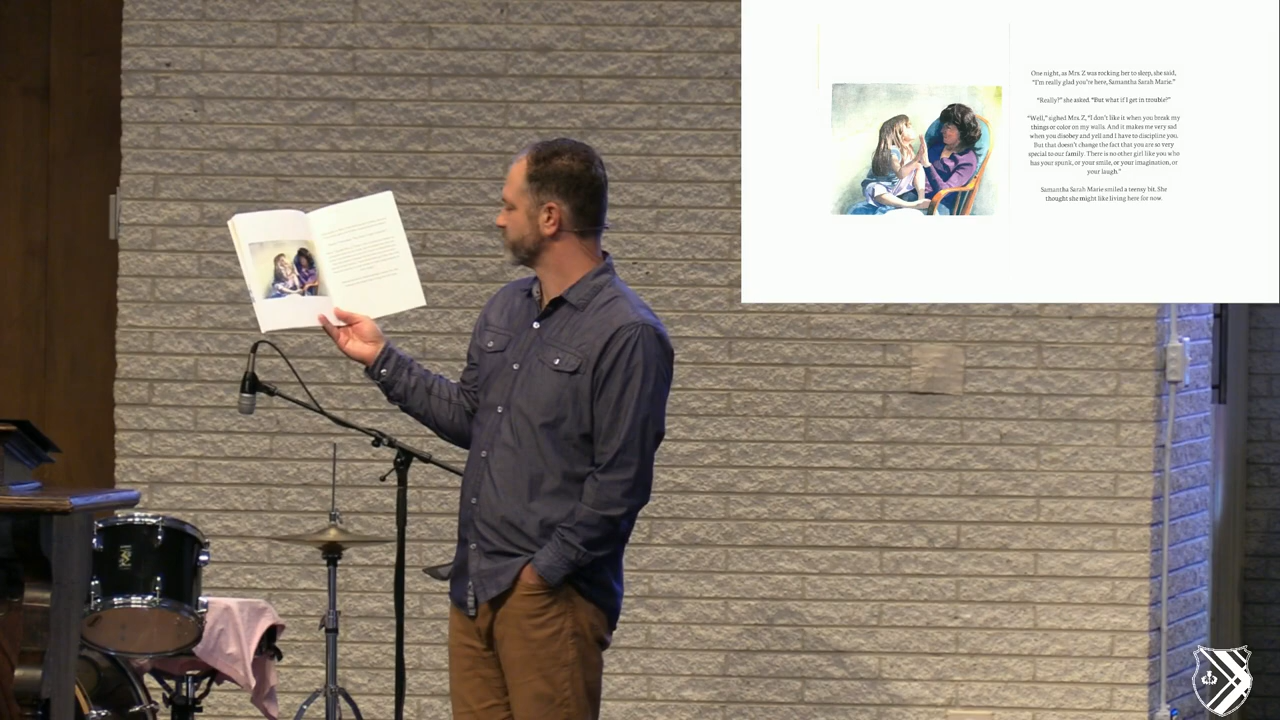 One night, as Mrs. Z was rocking her to sleep, she said,
"I'm really glad you're here, Samantha Sarah Marie."
"Really?" she asked. "But what if I get in trouble?"
"Well," sighed Mrs. Z, "I don't like it when you break my
things or color on my walls. And it makes me very sad
when you disobey and yell and I have to discipline you.
But that doesn't change the fact that you are so very
special to our family. There is no other girl like you who
has your spunk, or your smile, or your imagination, or
your laugh."
Samantha Sarah Marie smiled a teensy bit. She
thought she might like living here for now.